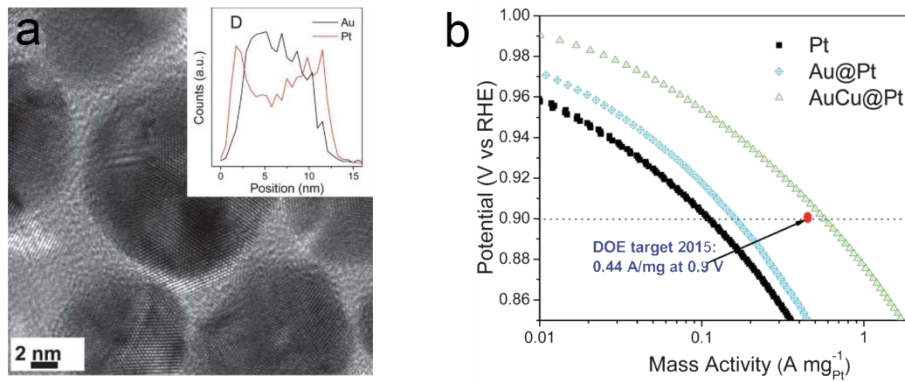 a
D
Au
Pt
Counts (a.u.)
0 5 10 15
Position (nm)
2 nm
b
1.00
0.98
0.96
0.94
0.92
0.90
0.88
0.86
Potential (V vs RHE)
Pt
Au@Pt
AuCu@Pt
DOE target 2015:
0.44 A/mg at 0.9 V
0.01 0.1 1
Mass Activity (A mg⁻¹Pt)